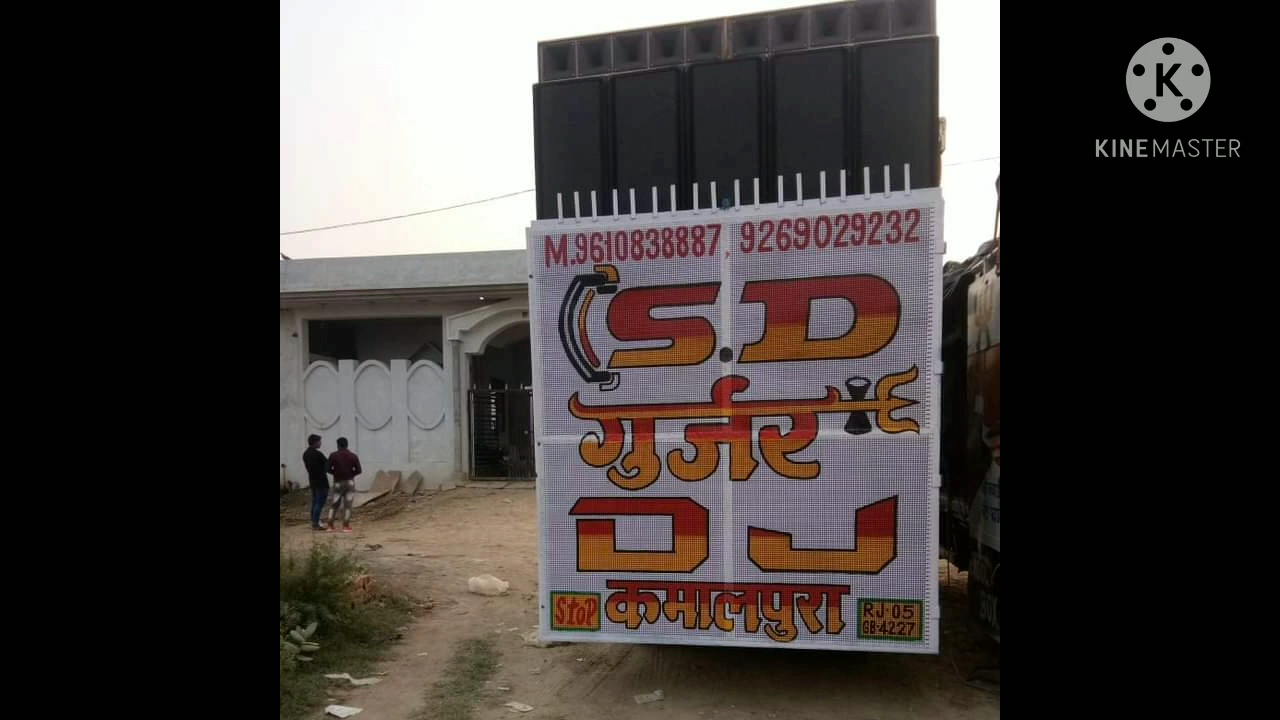 K
KINEMASTER
M.9610838887, 9269029232
S.D
गुर्जर
DJ
कमालपुरा
StoP
RJ-05
GB-4227